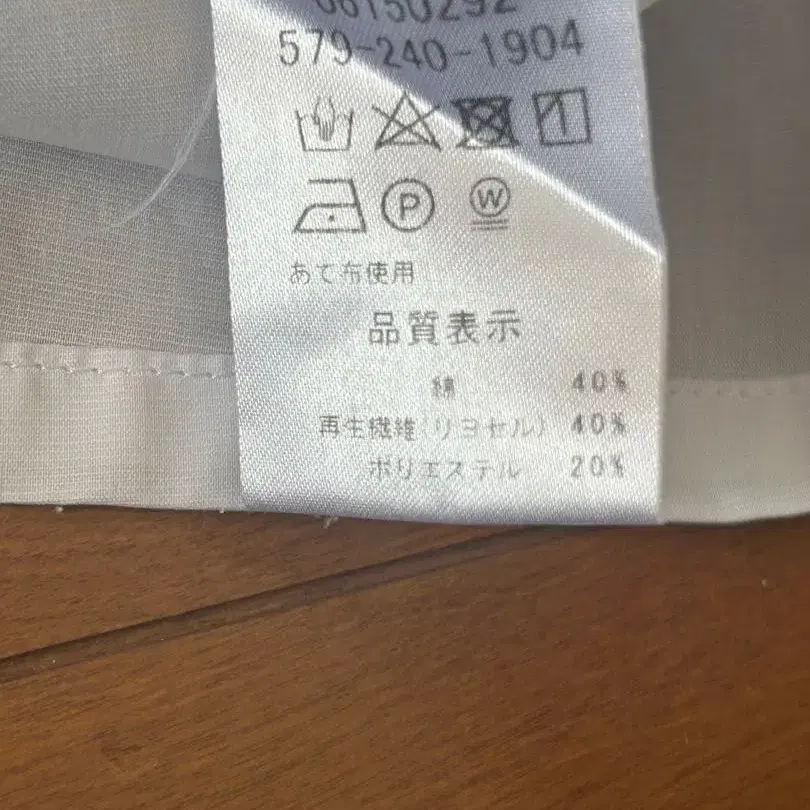 06150292
579-240-1904
P W
あて布使用
品質表示
綿 40%
再生繊維(リヨセル) 40%
ポリエステル 20%